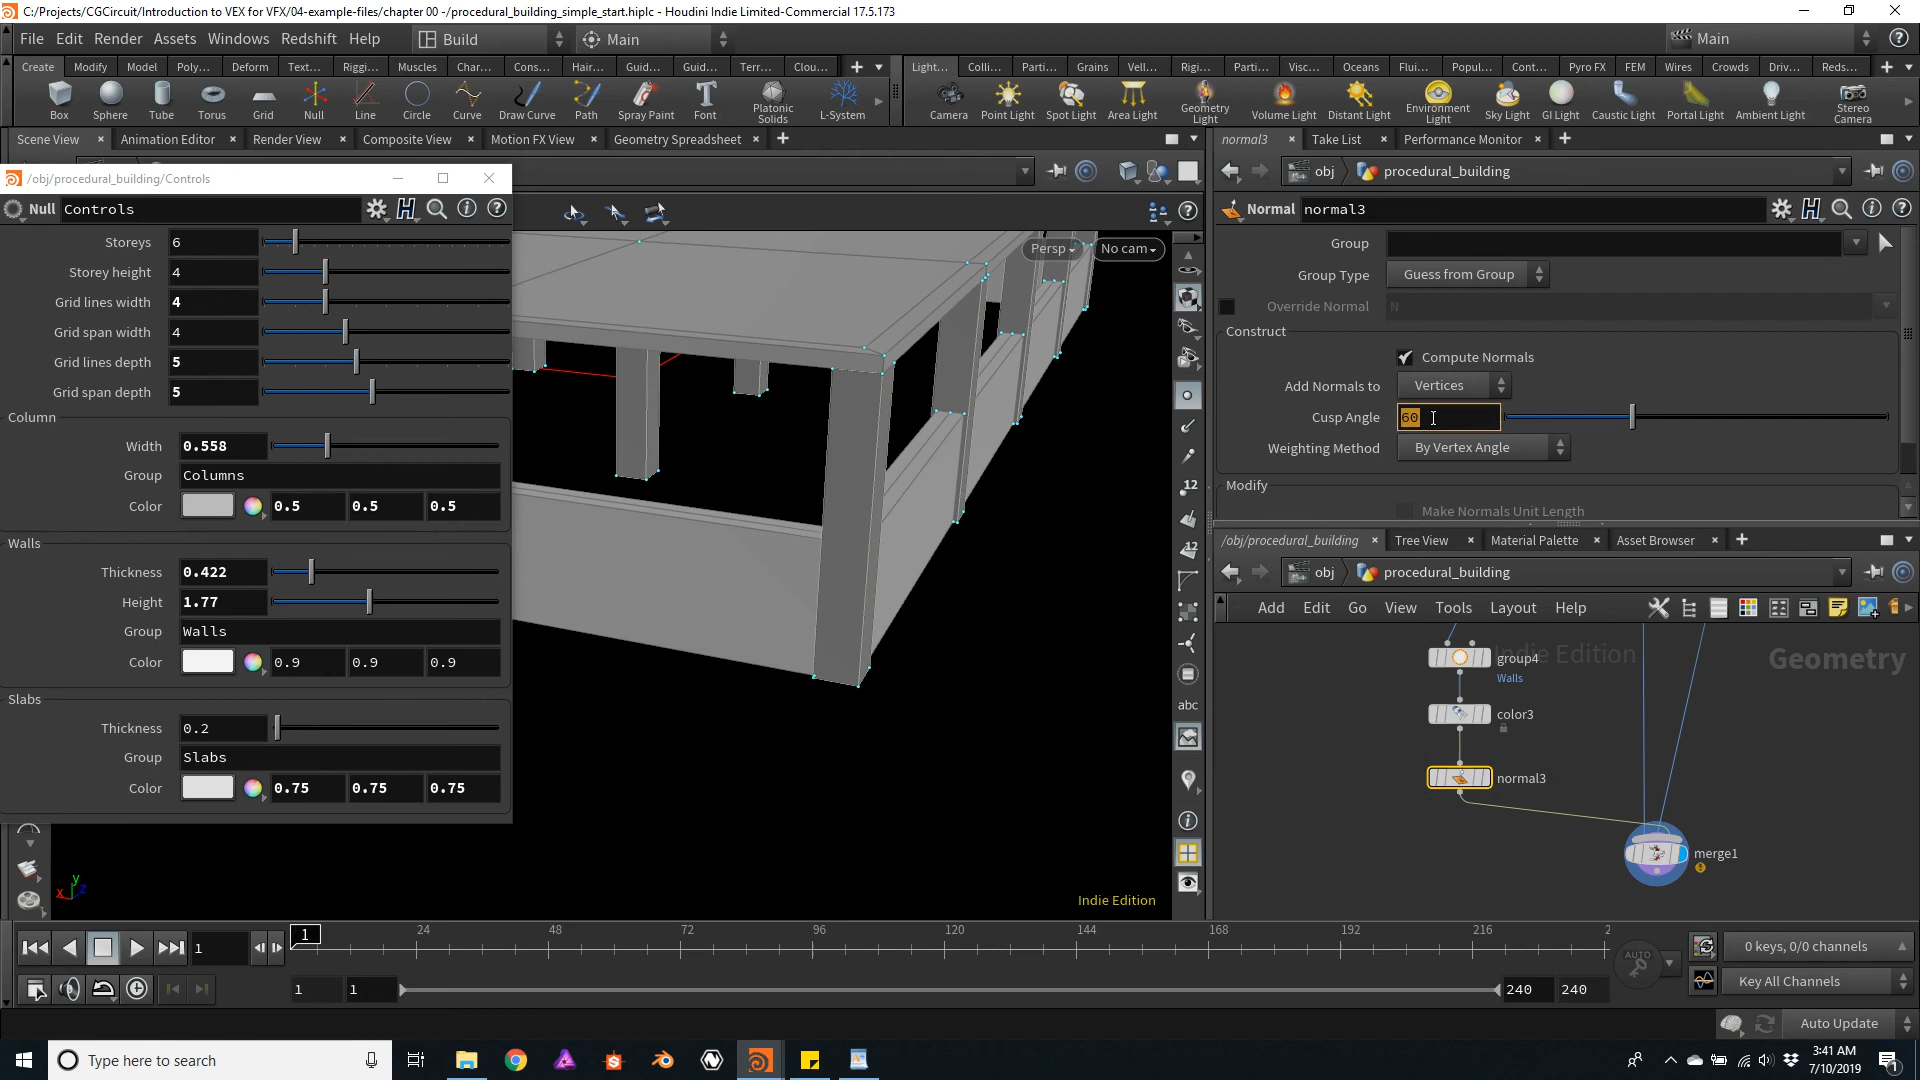 C:/Projects/CGCircuit/Introduction to VEX for VFX/04-example-files/chapter 00 -/procedural_building_simple_start.hiplc - Houdini Indie Limited-Commercial 17.5.173
File Edit Render Assets Windows Redshift Help Build Main Main
Create Modify Model Poly... Deform Text... Riggi... Muscles Char... Cons... Hair... Guid... Guid... Terr... Clou...
Light... Colli... Parti... Grains Vell... Rigi... Parti... Visc... Oceans Flui... Popul... Cont... Pyro FX FEM Wires Crowds Driv... Reds...
Box Sphere Tube Torus Grid Null Line Circle Curve Draw Curve Path Spray Paint Font Platonic Solids L-System
Camera Point Light Spot Light Area Light Geometry Light Volume Light Distant Light Environment Light Sky Light GI Light Caustic Light Portal Light Ambient Light Stereo Camera
Scene View Animation Editor Render View Composite View Motion FX View Geometry Spreadsheet
normal3 Take List Performance Monitor
obj procedural_building
/obj/procedural_building/Controls
Null Controls
Storeys 6
Storey height 4
Grid lines width 4
Grid span width 4
Grid lines depth 5
Grid span depth 5
Column
Width 0.558
Group Columns
Color 0.5 0.5 0.5
Walls
Thickness 0.422
Height 1.77
Group Walls
Color 0.9 0.9 0.9
Slabs
Thickness 0.2
Group Slabs
Color 0.75 0.75 0.75
Persp No cam
12
12
abc
y
x
z
Indie Edition
Normal normal3
Group
Group Type Guess from Group
Override Normal N
Construct
Compute Normals
Add Normals to Vertices
Cusp Angle 60
Weighting Method By Vertex Angle
Modify
Make Normals Unit Length
/obj/procedural_building Tree View Material Palette Asset Browser
obj procedural_building
Add Edit Go View Tools Layout Help
Indie Edition
Geometry
group4
Walls
color3
normal3
merge1
1 1 24 48 72 96 120 144 168 192 216 2
AUTO
0 keys, 0/0 channels
1 1 240 240
Key All Channels
Auto Update
Type here to search
3:41 AM
7/10/2019
1